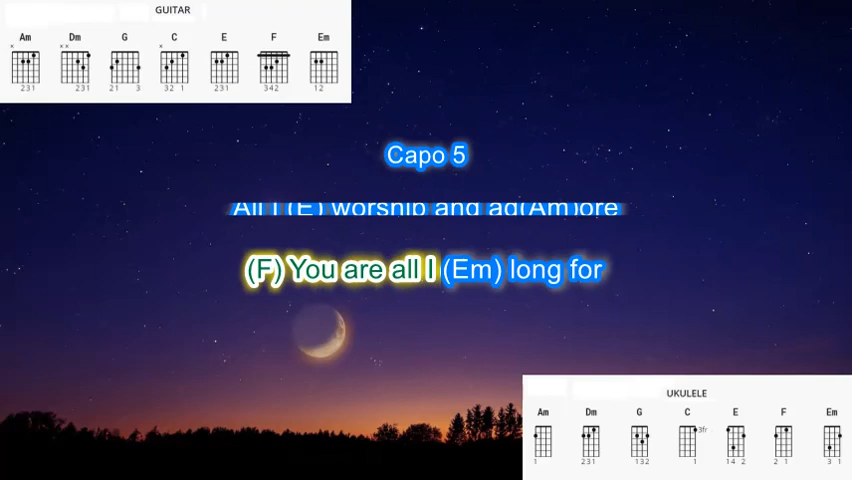 GUITAR
Am Dm G C E F Em
x xx x
231 231 21 3 32 1 231 342 12
Capo 5
All I (E) worship and ad(Am)ore
(F) You are all I (Em) long for
UKULELE
Am Dm G C E F Em
3fr
1 231 132 1 14 2 2 1 3 1